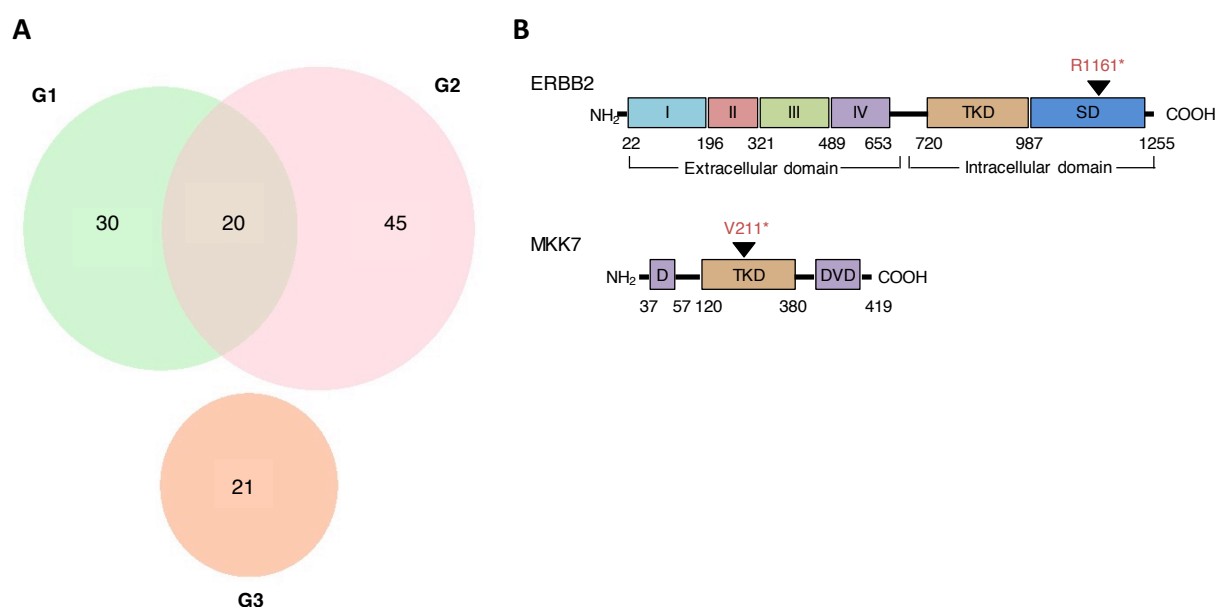 A
G1
G2
30
20
45
21
G3
B
ERBB2
R1161*
NH₂
I
II
III
IV
TKD
SD
COOH
22
196
321
489
653
720
987
1255
Extracellular domain
Intracellular domain
MKK7
V211*
NH₂
D
TKD
DVD
COOH
37
57
120
380
419